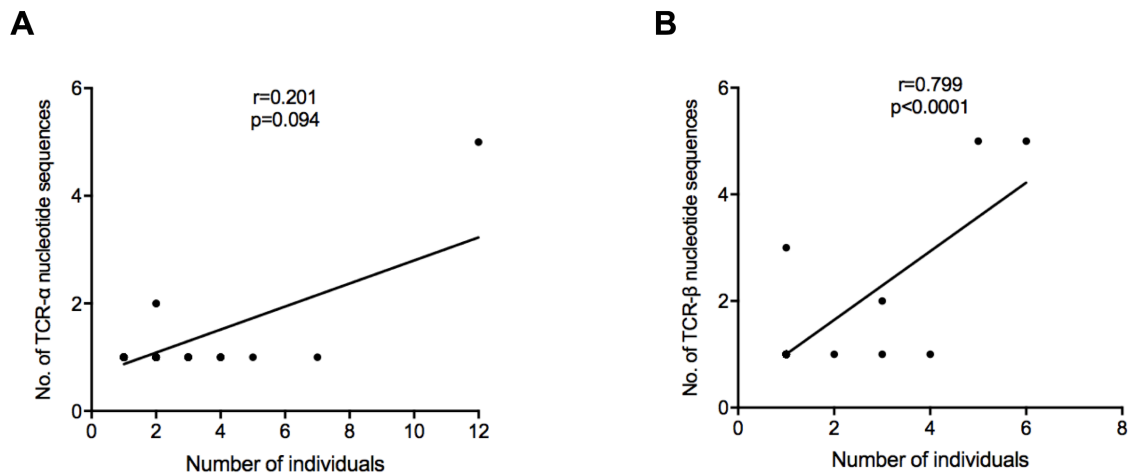 A
r=0.201
p=0.094
No. of TCR-α nucleotide sequences
6
4
2
0
0 2 4 6 8 10 12
Number of individuals
B
r=0.799
p<0.0001
No. of TCR-β nucleotide sequences
6
4
2
0
0 2 4 6 8
Number of individuals